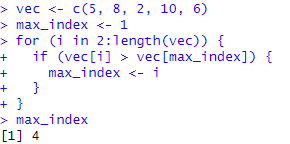 > vec <- c(5, 8, 2, 10, 6)
> max_index <- 1
> for (i in 2:length(vec)) {
+   if (vec[i] > vec[max_index]) {
+     max_index <- i
+   }
+ }
> max_index
[1] 4